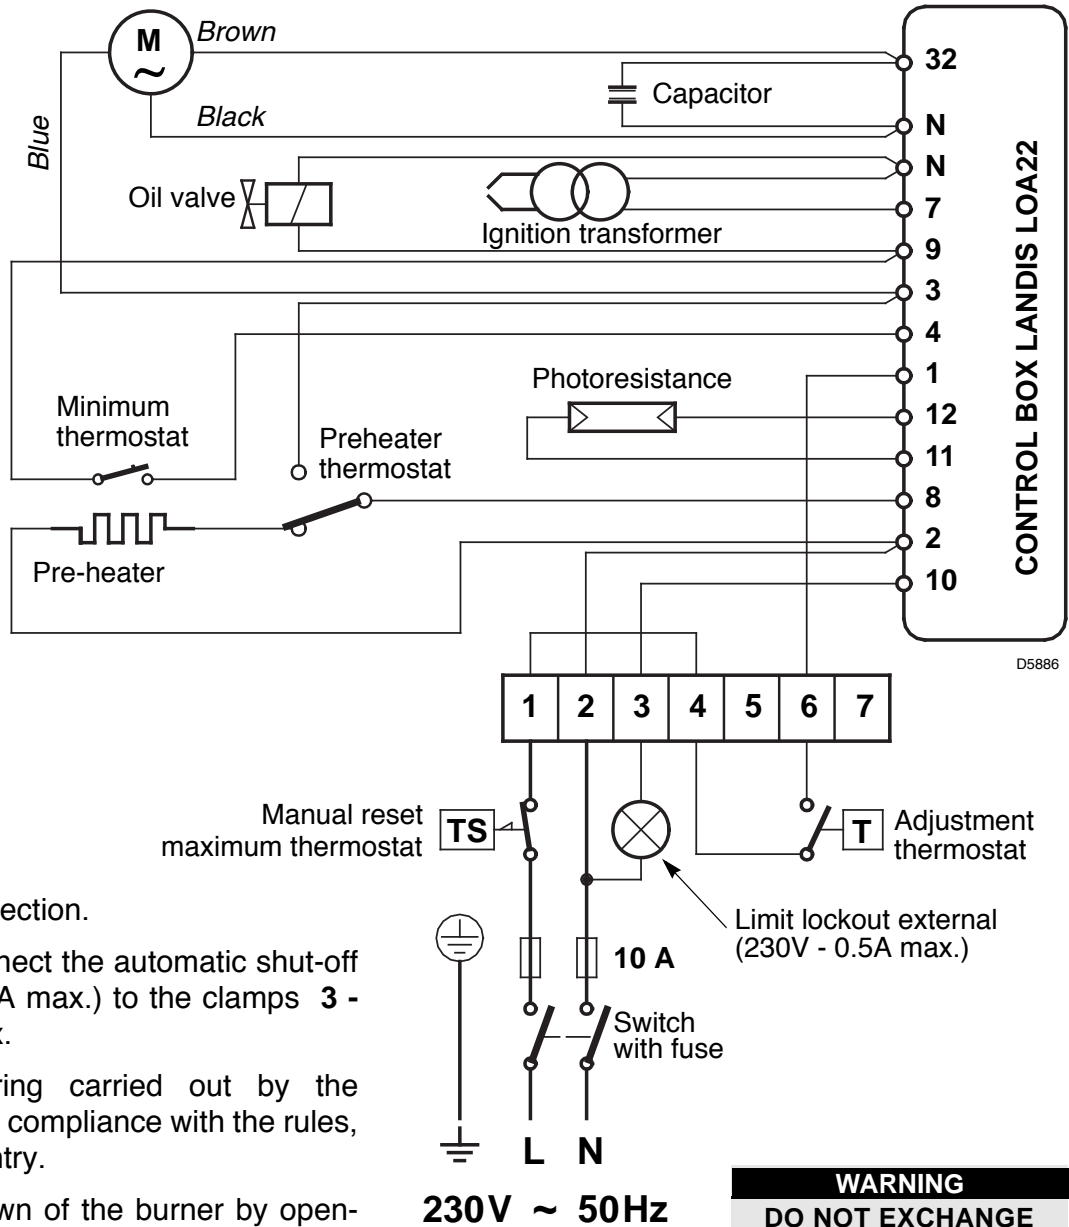 M
~
Brown
Black
Blue
Capacitor
Oil valve
Ignition transformer
Minimum
thermostat
Preheater
thermostat
Photoresistance
Pre-heater
32
N
N
7
9
3
4
1
12
11
8
2
10
CONTROL BOX LANDIS LOA22
D5886
1 2 3 4 5 6 7
Manual reset
maximum thermostat
TS
T
Adjustment
thermostat
Limit lockout external
(230V - 0.5A max.)
10 A
Switch
with fuse
L N
230V ~ 50Hz
ection.
nect the automatic shut-off
A max.) to the clamps 3 -
x.
ring carried out by the
compliance with the rules,
ntry.
wn of the burner by open-
WARNING
DO NOT EXCHANGE